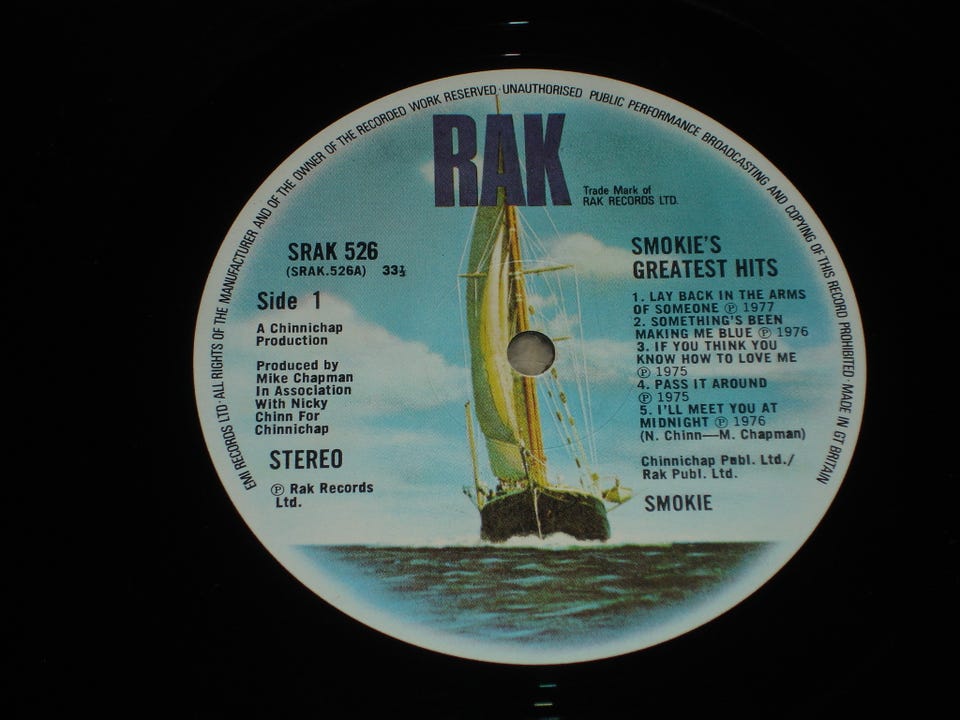 EMI RECORDS LTD·ALL RIGHTS OF THE MANUFACTURER AND OF THE OWNER OF THE RECORDED WORK RESERVED·UNAUTHORISED PUBLIC PERFORMANCE BROADCASTING AND COPYING OF THIS RECORD PROHIBITED·MADE IN GT BRITAIN
RAK
Trade Mark of
RAK RECORDS LTD.
SRAK 526
(SRAK.526A) 33⅓
Side 1
A Chinnichap
Production
Produced by
Mike Chapman
In Association
With Nicky
Chinn For
Chinnichap
STEREO
℗ Rak Records
Ltd.
SMOKIE'S
GREATEST HITS
1. LAY BACK IN THE ARMS
OF SOMEONE ℗ 1977
2. SOMETHING'S BEEN
MAKING ME BLUE ℗ 1976
3. IF YOU THINK YOU
KNOW HOW TO LOVE ME
℗ 1975
4. PASS IT AROUND
℗ 1975
5. I'LL MEET YOU AT
MIDNIGHT ℗ 1976
(N. Chinn—M. Chapman)
Chinnichap Publ. Ltd./
Rak Publ. Ltd.
SMOKIE